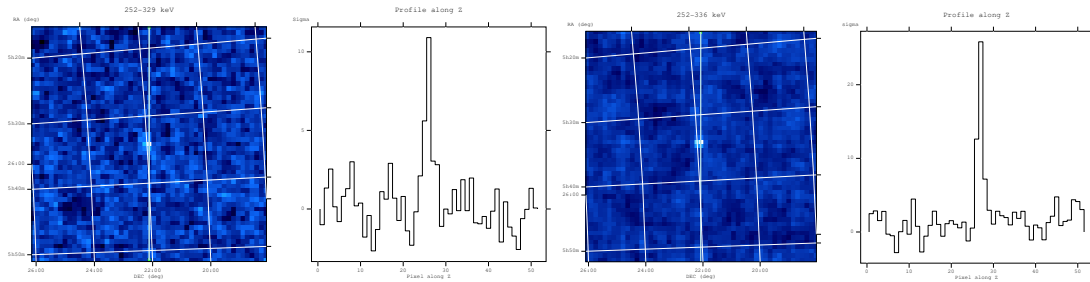 252-329 keV
RA (deg)
5h20m
5h30m
26:00
5h40m
5h50m
26:00 24:00 22:00 20:00
DEC (deg)
Profile along Z
Sigma
10
5
0
0 10 20 30 40 50
Pixel along Z
252-336 keV
RA (deg)
5h20m
5h30m
5h40m
26:00
5h50m
26:00 24:00 22:00 20:00
DEC (deg)
Profile along Z
sigma
20
10
0
0 10 20 30 40 50
Pixel along Z